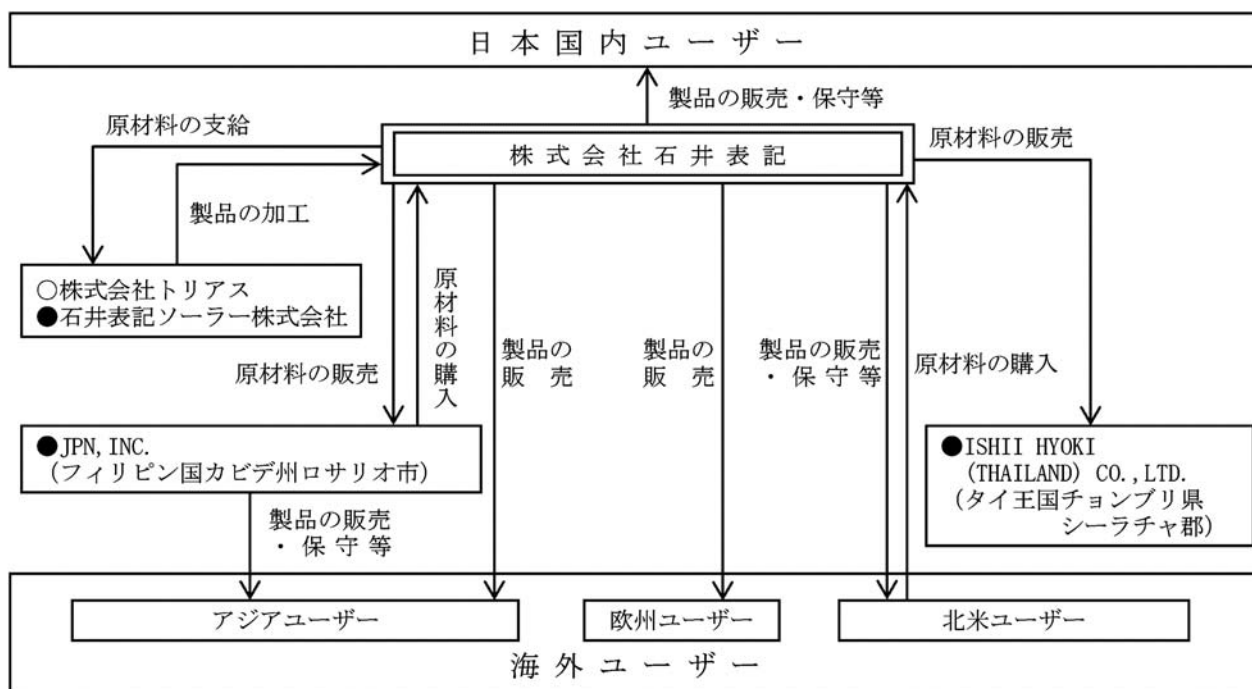 日本国内ユーザー
製品の販売・保守等
原材料の支給
株式会社石井表記
原材料の販売
製品の加工
○株式会社トリアス
●石井表記ソーラー株式会社
原材料の販売
原材料の購入
製品の
販売
製品の
販売
製品の販売
・保守等
原材料の購入
●JPN, INC.
(フィリピン国カビデ州ロサリオ市)
●ISHII HYOKI
(THAILAND) CO.,LTD.
(タイ王国チョンブリ県
シーラチャ郡)
製品の販売
・保守等
アジアユーザー
欧州ユーザー
北米ユーザー
海外ユーザー